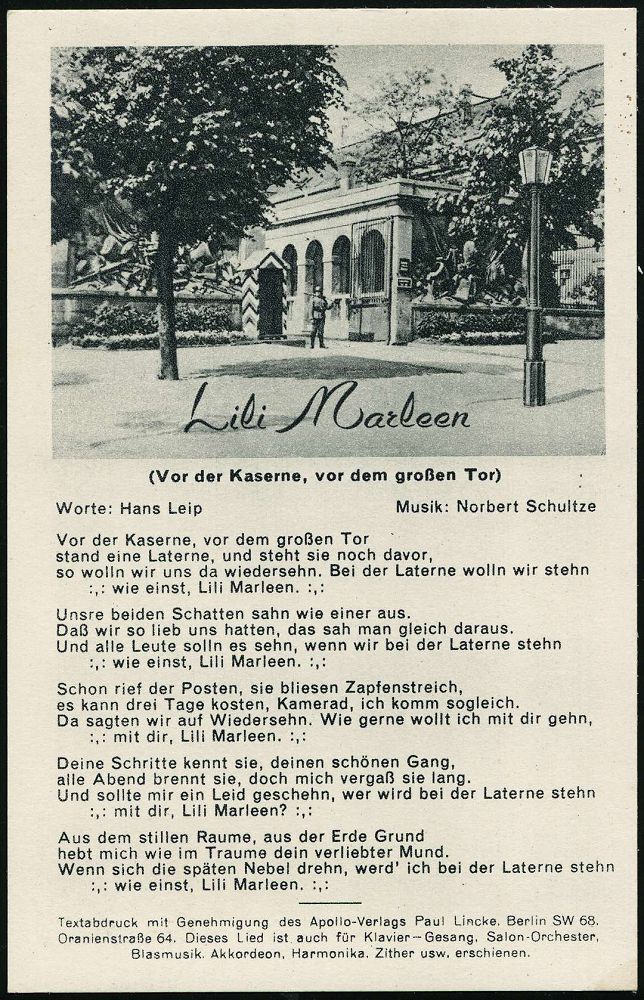 Lili Marleen
(Vor der Kaserne, vor dem großen Tor)
Worte: Hans Leip Musik: Norbert Schultze
Vor der Kaserne, vor dem großen Tor
stand eine Laterne, und steht sie noch davor,
so wolln wir uns da wiedersehn. Bei der Laterne wolln wir stehn
:,: wie einst, Lili Marleen. :,:
Unsre beiden Schatten sahn wie einer aus.
Daß wir so lieb uns hatten, das sah man gleich daraus.
Und alle Leute solln es sehn, wenn wir bei der Laterne stehn
:,: wie einst, Lili Marleen. :,:
Schon rief der Posten, sie bliesen Zapfenstreich,
es kann drei Tage kosten, Kamerad, ich komm sogleich.
Da sagten wir auf Wiedersehn. Wie gerne wollt ich mit dir gehn,
:,: mit dir, Lili Marleen. :,:
Deine Schritte kennt sie, deinen schönen Gang,
alle Abend brennt sie, doch mich vergaß sie lang.
Und sollte mir ein Leid geschehn, wer wird bei der Laterne stehn
:,: mit dir, Lili Marleen? :,:
Aus dem stillen Raume, aus der Erde Grund
hebt mich wie im Traume dein verliebter Mund.
Wenn sich die späten Nebel drehn, werd' ich bei der Laterne stehn
:,: wie einst, Lili Marleen. :,:
Textabdruck mit Genehmigung des Apollo-Verlags Paul Lincke, Berlin SW 68,
Oranienstraße 64. Dieses Lied ist auch für Klavier-Gesang, Salon-Orchester,
Blasmusik, Akkordeon, Harmonika, Zither usw. erschienen.